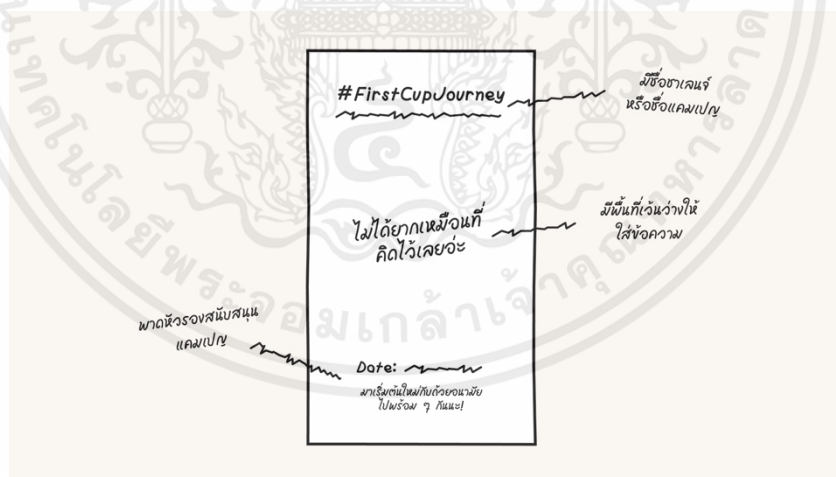 #FirstCupJourney
มีชื่อชาเลนจ์
หรือชื่อแคมเปญ
ไม่ได้ยากเหมือนที่
คิดไว้เลยอ่ะ
มีพื้นที่เว้นว่างให้
ใส่ข้อความ
พาดหัวรองสนับสนุน
แคมเปญ
Date:
มาเริ่มต้นใหม่กับถ้วยอนามัย
ไปพร้อม ๆ กันนะ!